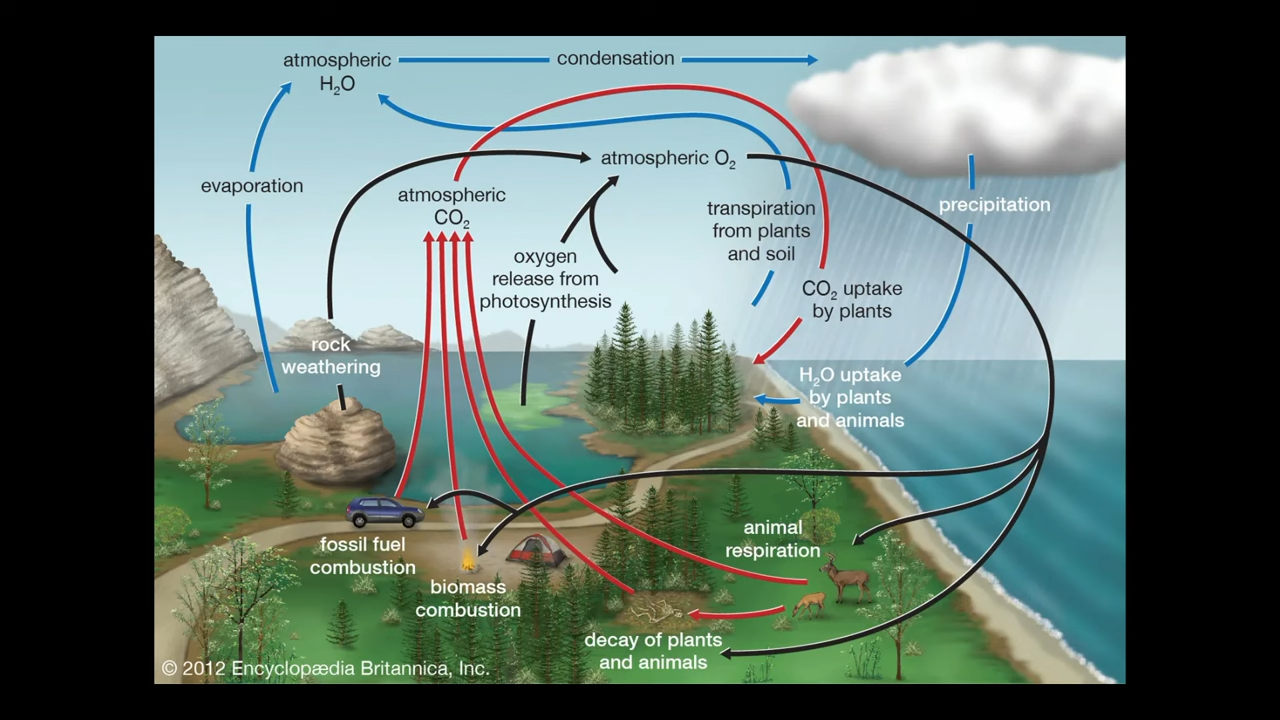 atmospheric
H₂O
condensation
evaporation
atmospheric
CO₂
atmospheric O₂
transpiration
from plants
and soil
precipitation
oxygen
release from
photosynthesis
CO₂ uptake
by plants
rock
weathering
H₂O uptake
by plants
and animals
fossil fuel
combustion
biomass
combustion
animal
respiration
decay of plants
and animals
© 2012 Encyclopædia Britannica, Inc.